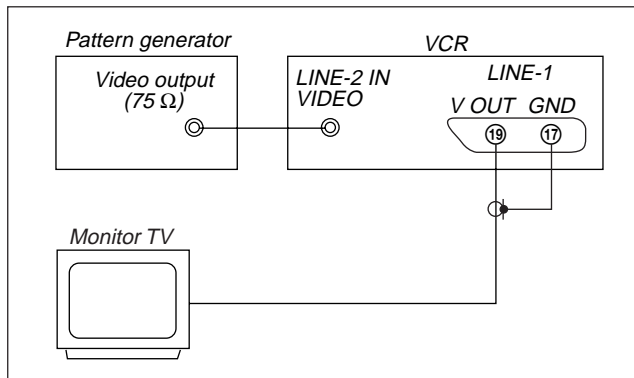 Pattern generator
Video output
(75 Ω)
VCR
LINE-2 IN
VIDEO
LINE-1
V OUT GND
19 17
Monitor TV